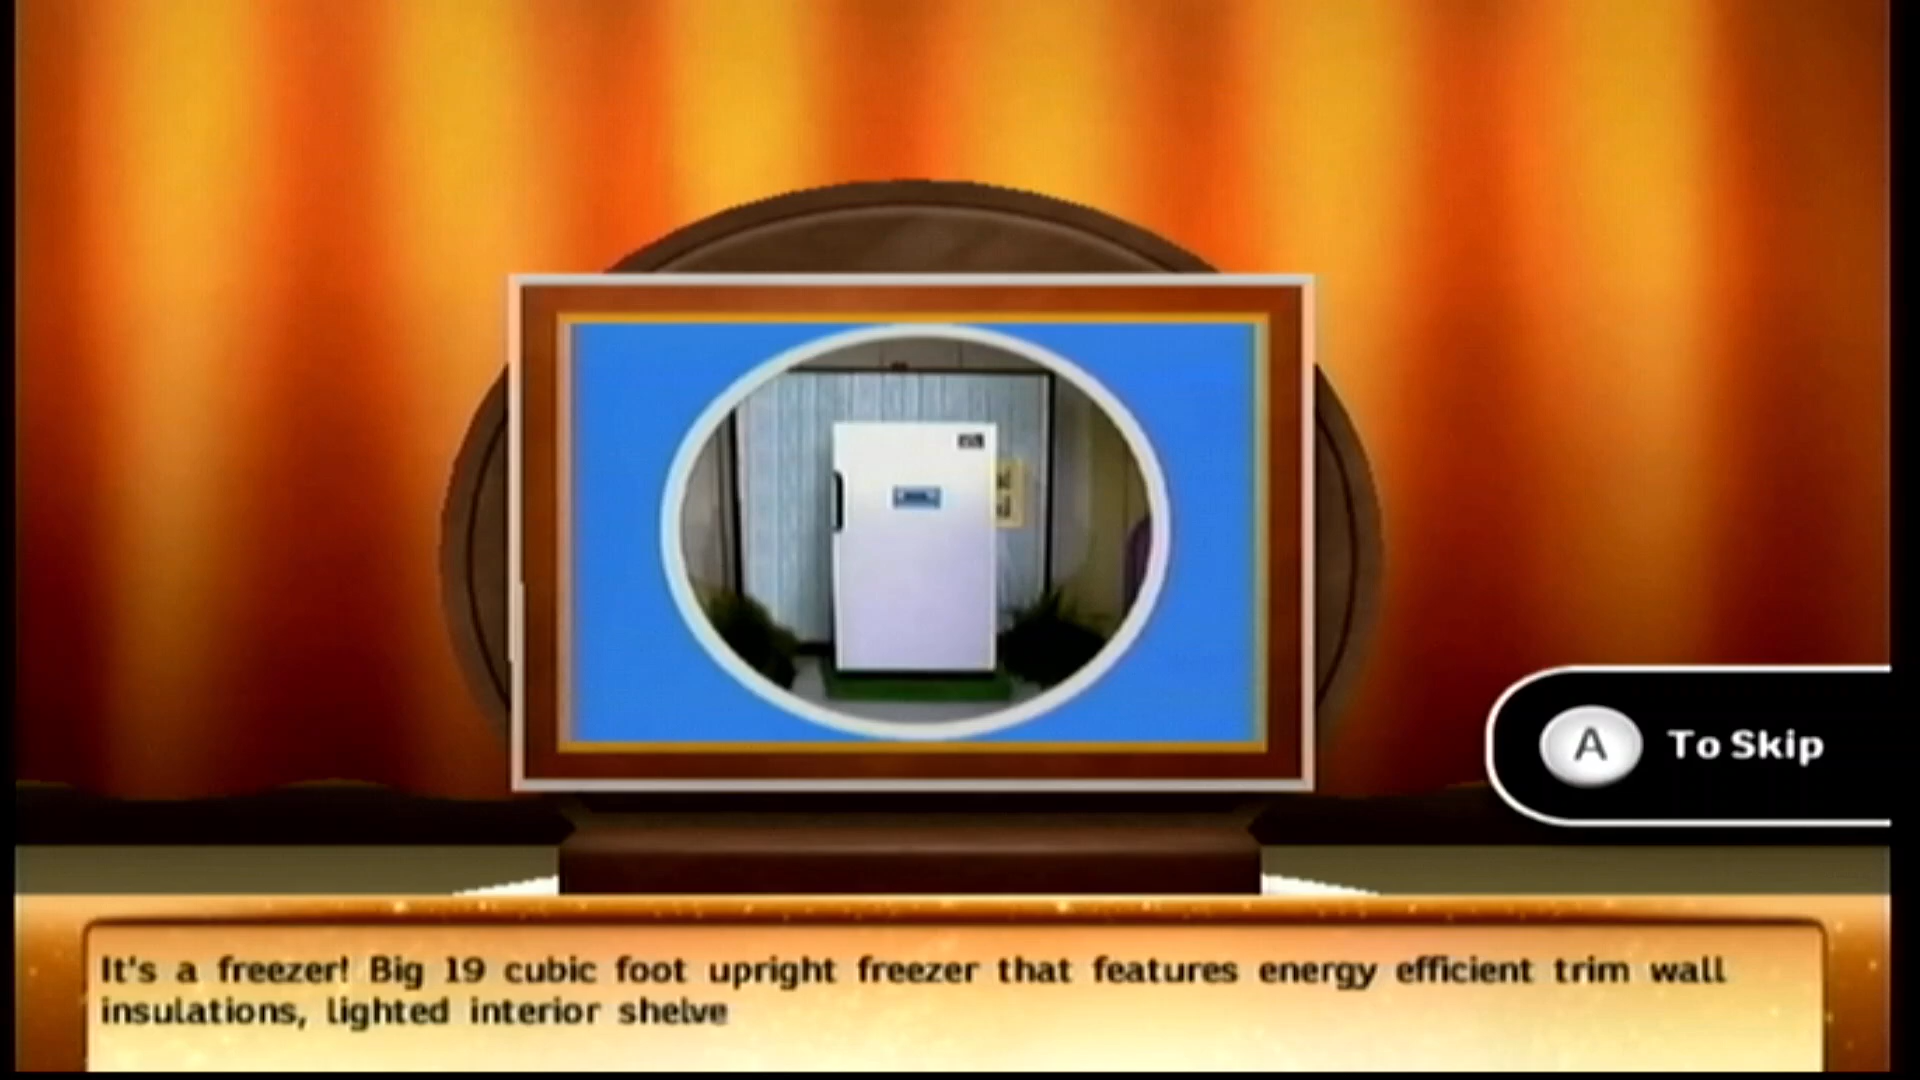 A To Skip
It's a freezer! Big 19 cubic foot upright freezer that features energy efficient trim wall
insulations, lighted interior shelve